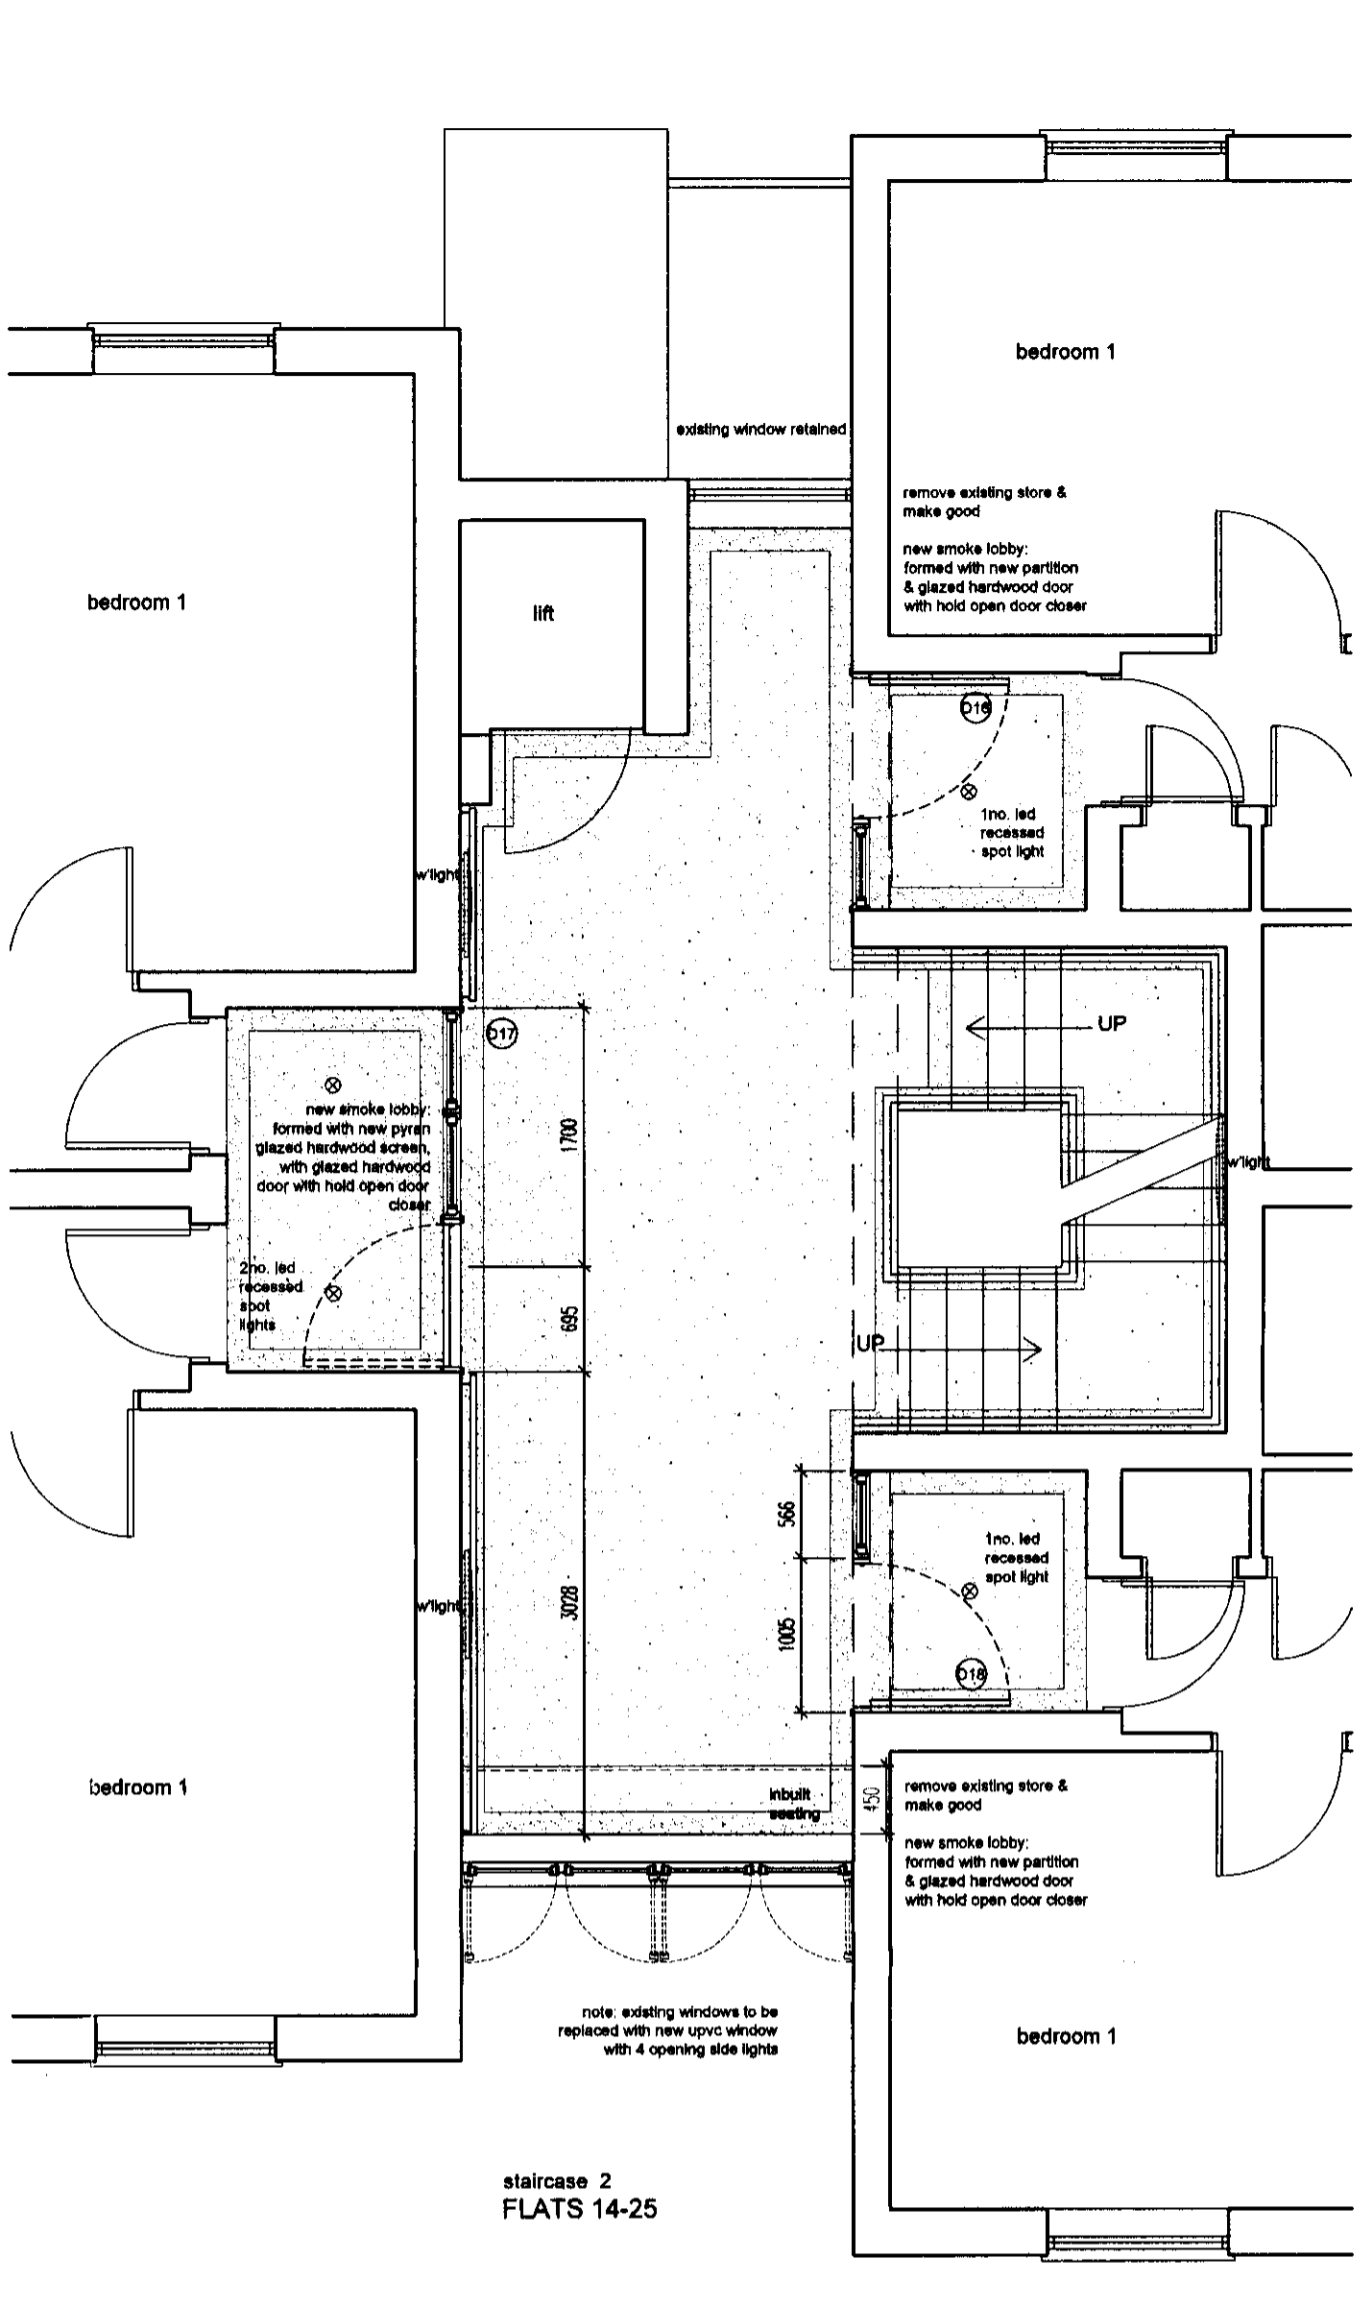 bedroom 1
existing window retained
remove existing store &
make good
new smoke lobby:
formed with new partition
& glazed hardwood door
with hold open door closer
bedroom 1
lift
D16
1no. led
recessed
spot light
w'light
D17
UP
new smoke lobby:
formed with new pyran
glazed hardwood screen,
with glazed hardwood
door with hold open door
closer
1700
w'light
2no. led
recessed
spot
lights
695
UP
566
1no. led
recessed
spot light
w'light
3028
1005
D18
bedroom 1
inbuilt
seating
450
remove existing store &
make good
new smoke lobby:
formed with new partition
& glazed hardwood door
with hold open door closer
note: existing windows to be
replaced with new upvc window
with 4 opening side lights
bedroom 1
staircase 2
FLATS 14-25